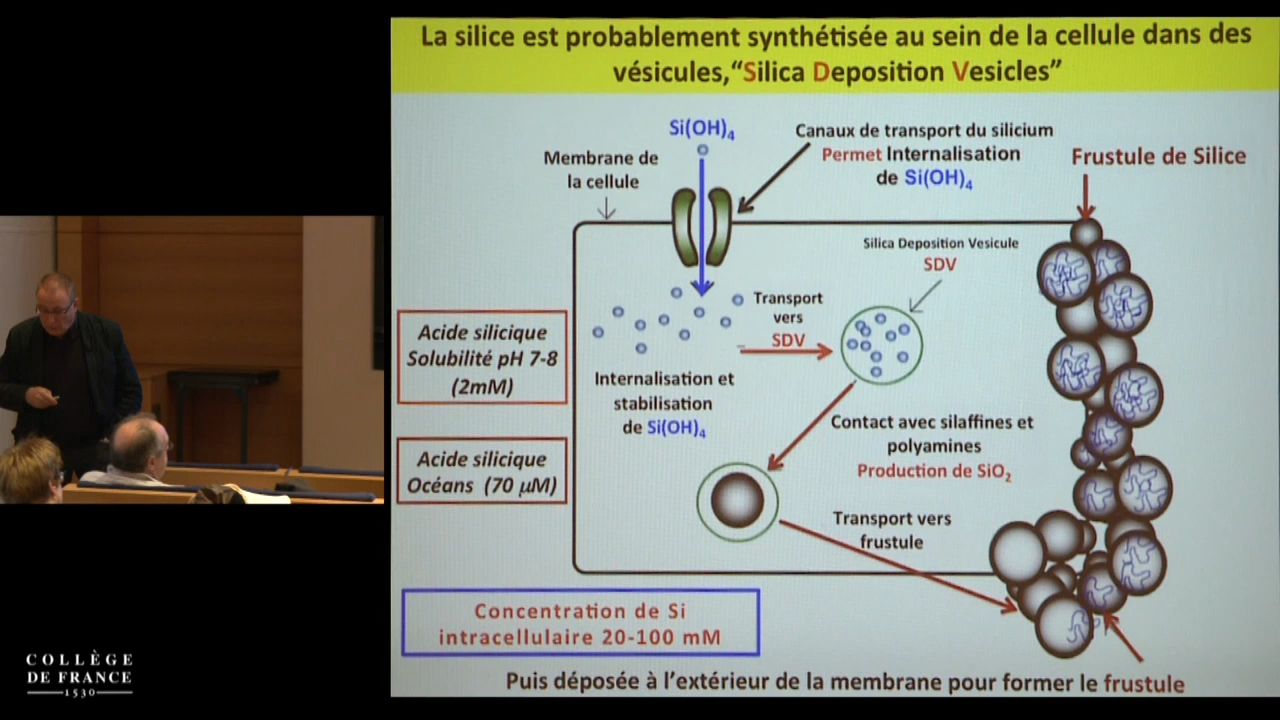 La silice est probablement synthétisée au sein de la cellule dans des
vésicules,“Silica Deposition Vesicles”
Si(OH)4
Canaux de transport du silicium
Permet Internalisation
de Si(OH)4
Membrane de
la cellule
Frustule de Silice
Silica Deposition Vesicule
SDV
Transport
vers
SDV
Acide silicique
Solubilité pH 7-8
(2mM)
Internalisation et
stabilisation
de Si(OH)4
Contact avec silaffines et
polyamines
Production de SiO2
Acide silicique
Océans (70 µM)
Transport vers
frustule
Concentration de Si
intracellulaire 20-100 mM
Puis déposée à l’extérieur de la membrane pour former le frustule
COLLÈGE
DE FRANCE
1530